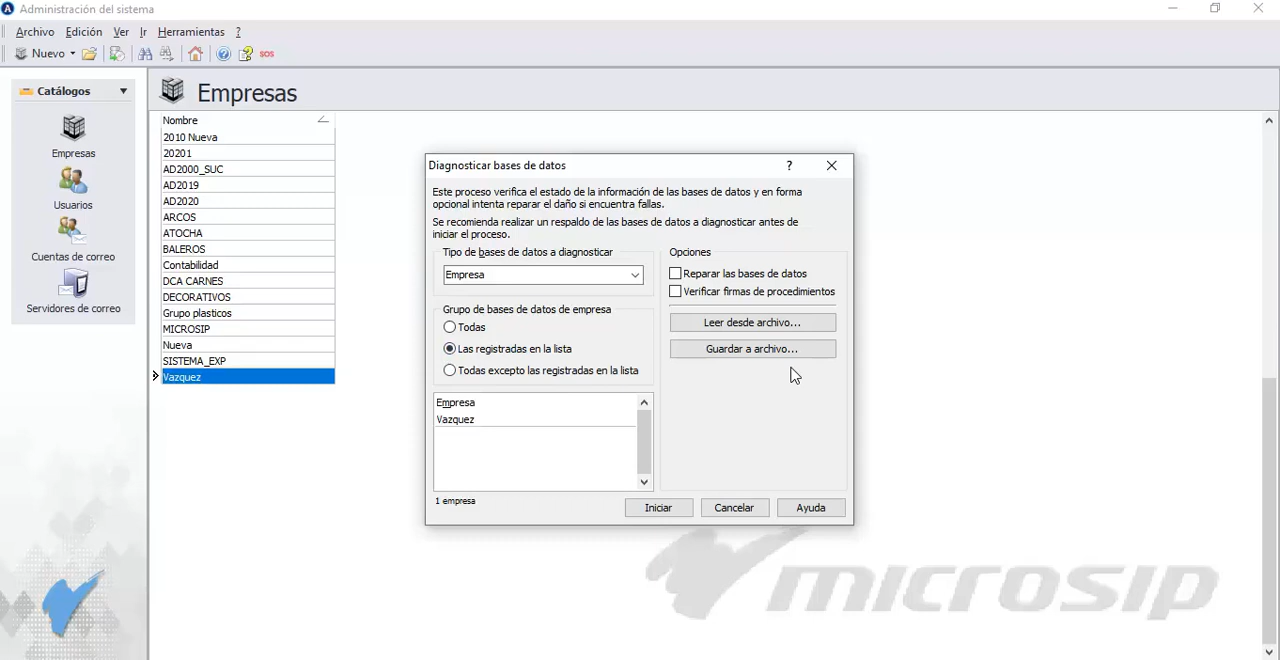 Administración del sistema
Archivo Edición Ver Ir Herramientas ?
Nuevo SOS
Catálogos
Empresas
Usuarios
Cuentas de correo
Servidores de correo
Empresas
Nombre
2010 Nueva
20201
AD2000_SUC
AD2019
AD2020
ARCOS
ATOCHA
BALEROS
Contabilidad
DCA CARNES
DECORATIVOS
Grupo plasticos
MICROSIP
Nueva
SISTEMA_EXP
Vazquez
Diagnosticar bases de datos ?
Este proceso verifica el estado de la información de las bases de datos y en forma
opcional intenta reparar el daño si encuentra fallas.
Se recomienda realizar un respaldo de las bases de datos a diagnosticar antes de
iniciar el proceso.
Tipo de bases de datos a diagnosticar
Empresa
Grupo de bases de datos de empresa
Todas
Las registradas en la lista
Todas excepto las registradas en la lista
Empresa
Vazquez
1 empresa
Opciones
Reparar las bases de datos
Verificar firmas de procedimientos
Leer desde archivo...
Guardar a archivo...
Iniciar Cancelar Ayuda
microsip